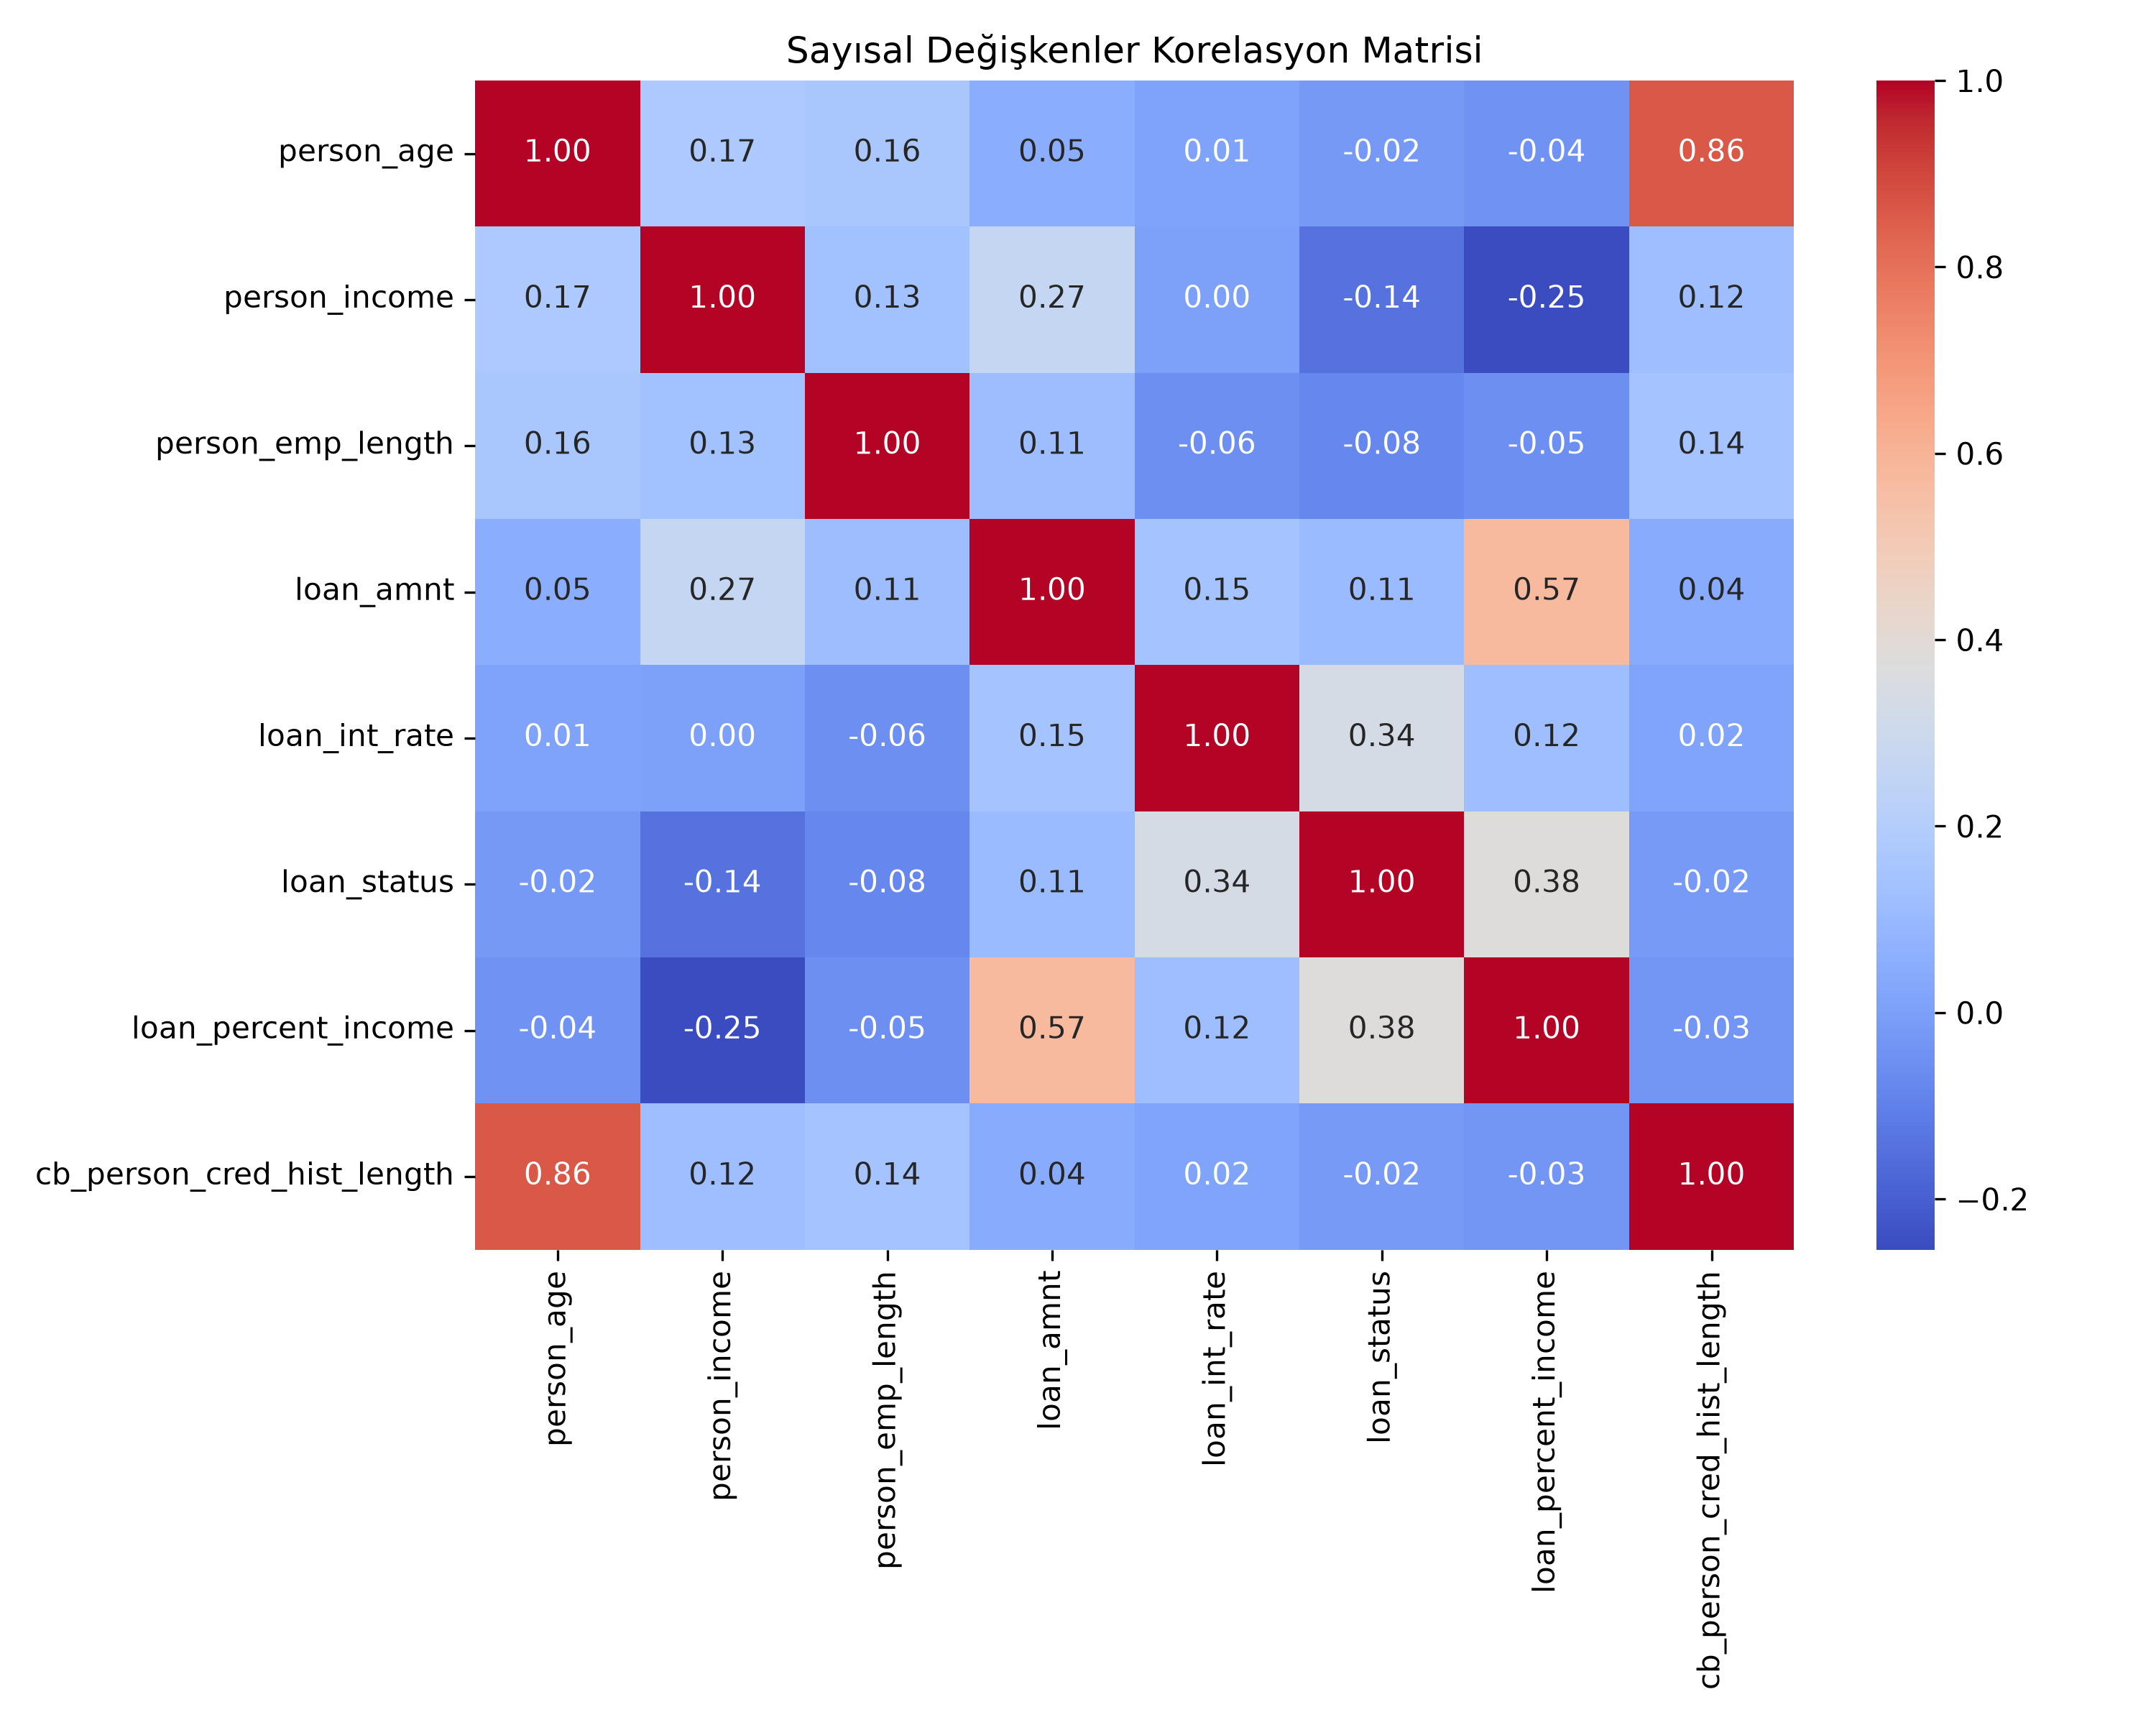 Sayısal Değişkenler Korelasyon Matrisi
person_age 1.00 0.17 0.16 0.05 0.01 -0.02 -0.04 0.86
person_income 0.17 1.00 0.13 0.27 0.00 -0.14 -0.25 0.12
person_emp_length 0.16 0.13 1.00 0.11 -0.06 -0.08 -0.05 0.14
loan_amnt 0.05 0.27 0.11 1.00 0.15 0.11 0.57 0.04
loan_int_rate 0.01 0.00 -0.06 0.15 1.00 0.34 0.12 0.02
loan_status -0.02 -0.14 -0.08 0.11 0.34 1.00 0.38 -0.02
loan_percent_income -0.04 -0.25 -0.05 0.57 0.12 0.38 1.00 -0.03
cb_person_cred_hist_length 0.86 0.12 0.14 0.04 0.02 -0.02 -0.03 1.00
person_age
person_income
person_emp_length
loan_amnt
loan_int_rate
loan_status
loan_percent_income
cb_person_cred_hist_length
1.0
0.8
0.6
0.4
0.2
0.0
−0.2